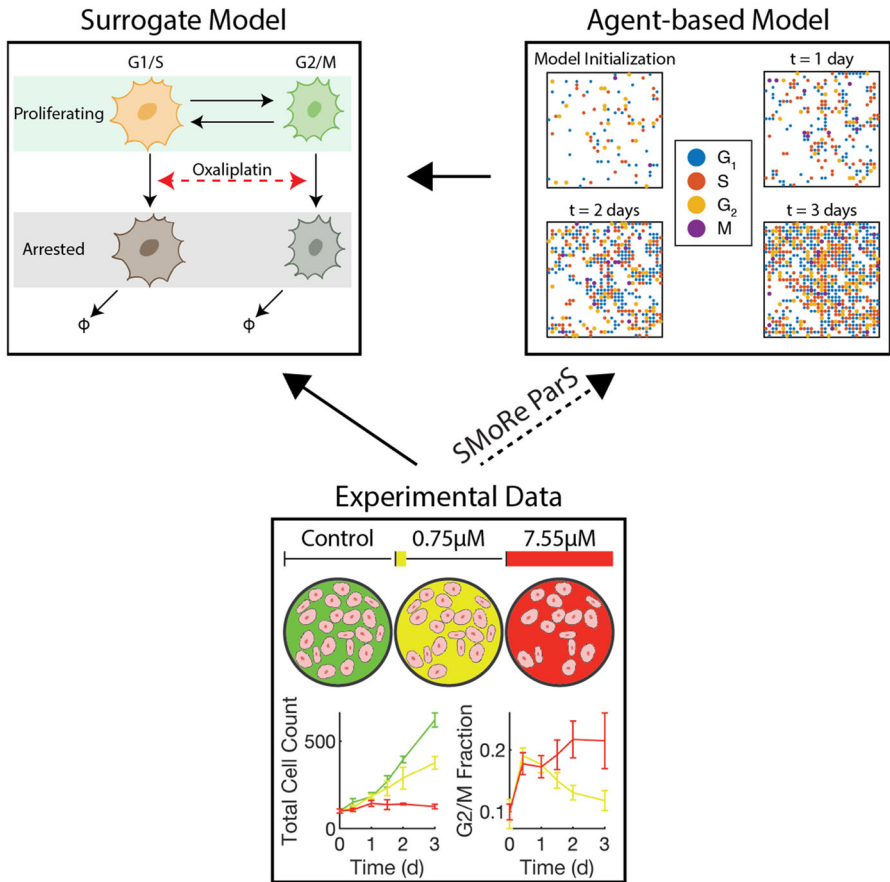 Surrogate Model
G1/S
G2/M
Proliferating
Oxaliplatin
Arrested
Φ
Φ
Agent-based Model
Model Initialization
t = 1 day
G1
S
G2
M
t = 2 days
t = 3 days
SMoRe ParS
Experimental Data
Control
0.75μM
7.55μM
Total Cell Count
500
0
0
1
2
3
Time (d)
G2/M Fraction
0.2
0.1
0
1
2
3
Time (d)